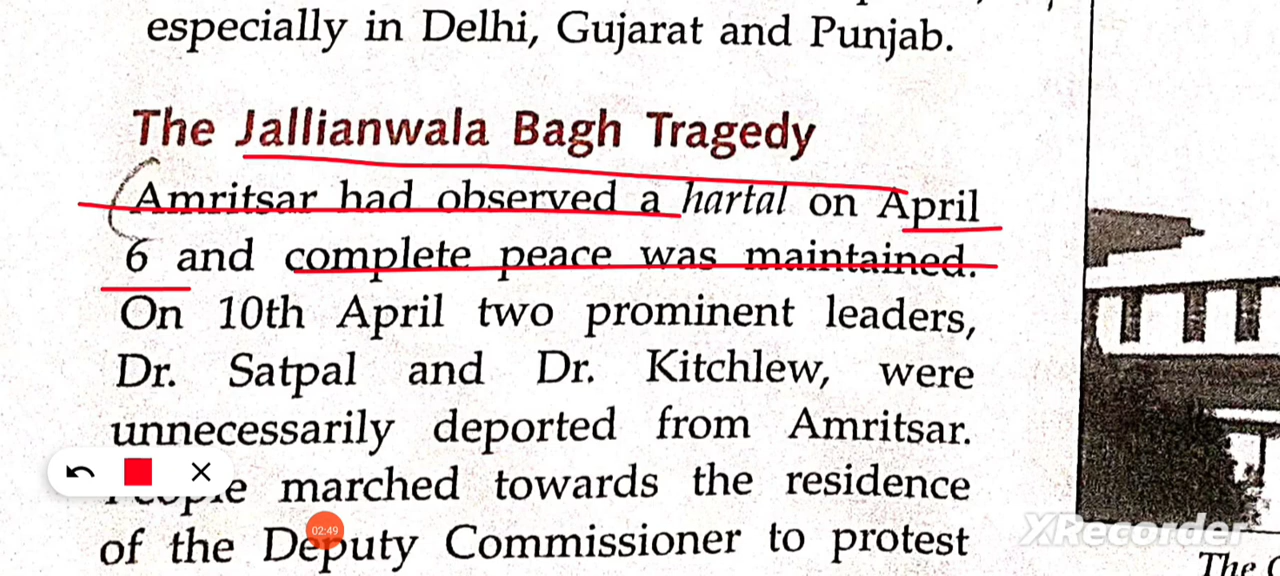 especially in Delhi, Gujarat and Punjab.
The Jallianwala Bagh Tragedy
Amritsar had observed a hartal on April
6 and complete peace was maintained.
On 10th April two prominent leaders,
Dr. Satpal and Dr. Kitchlew, were
unnecessarily deported from Amritsar.
People marched towards the residence
of the Deputy Commissioner to protest
02:49
XRecorder
The